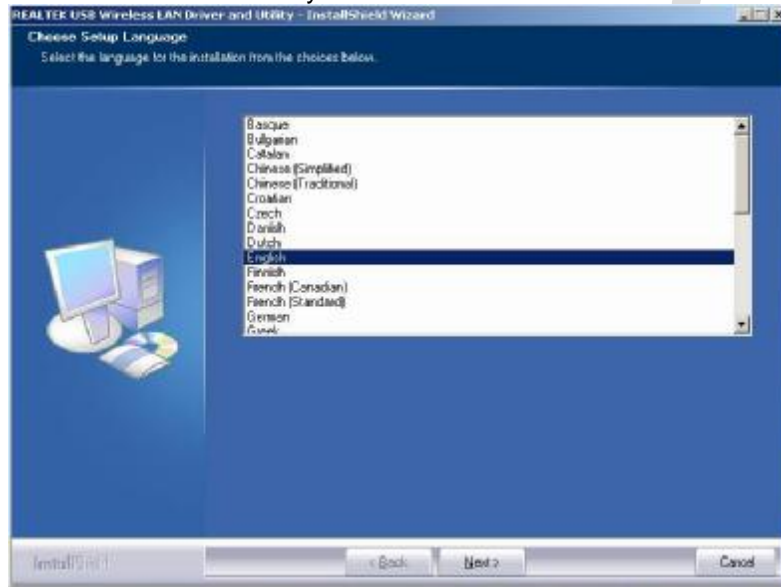 REALTEK USB Wireless LAN Driver and Utility - InstallShield Wizard
Choose Setup Language
Select the language for the installation from the choices below.
Basque
Bulgarian
Catalan
Chinese (Simplified)
Chinese (Traditional)
Croatian
Czech
Danish
Dutch
English
Finnish
French (Canadian)
French (Standard)
German
Greek
InstallShield
< Back
Next >
Cancel